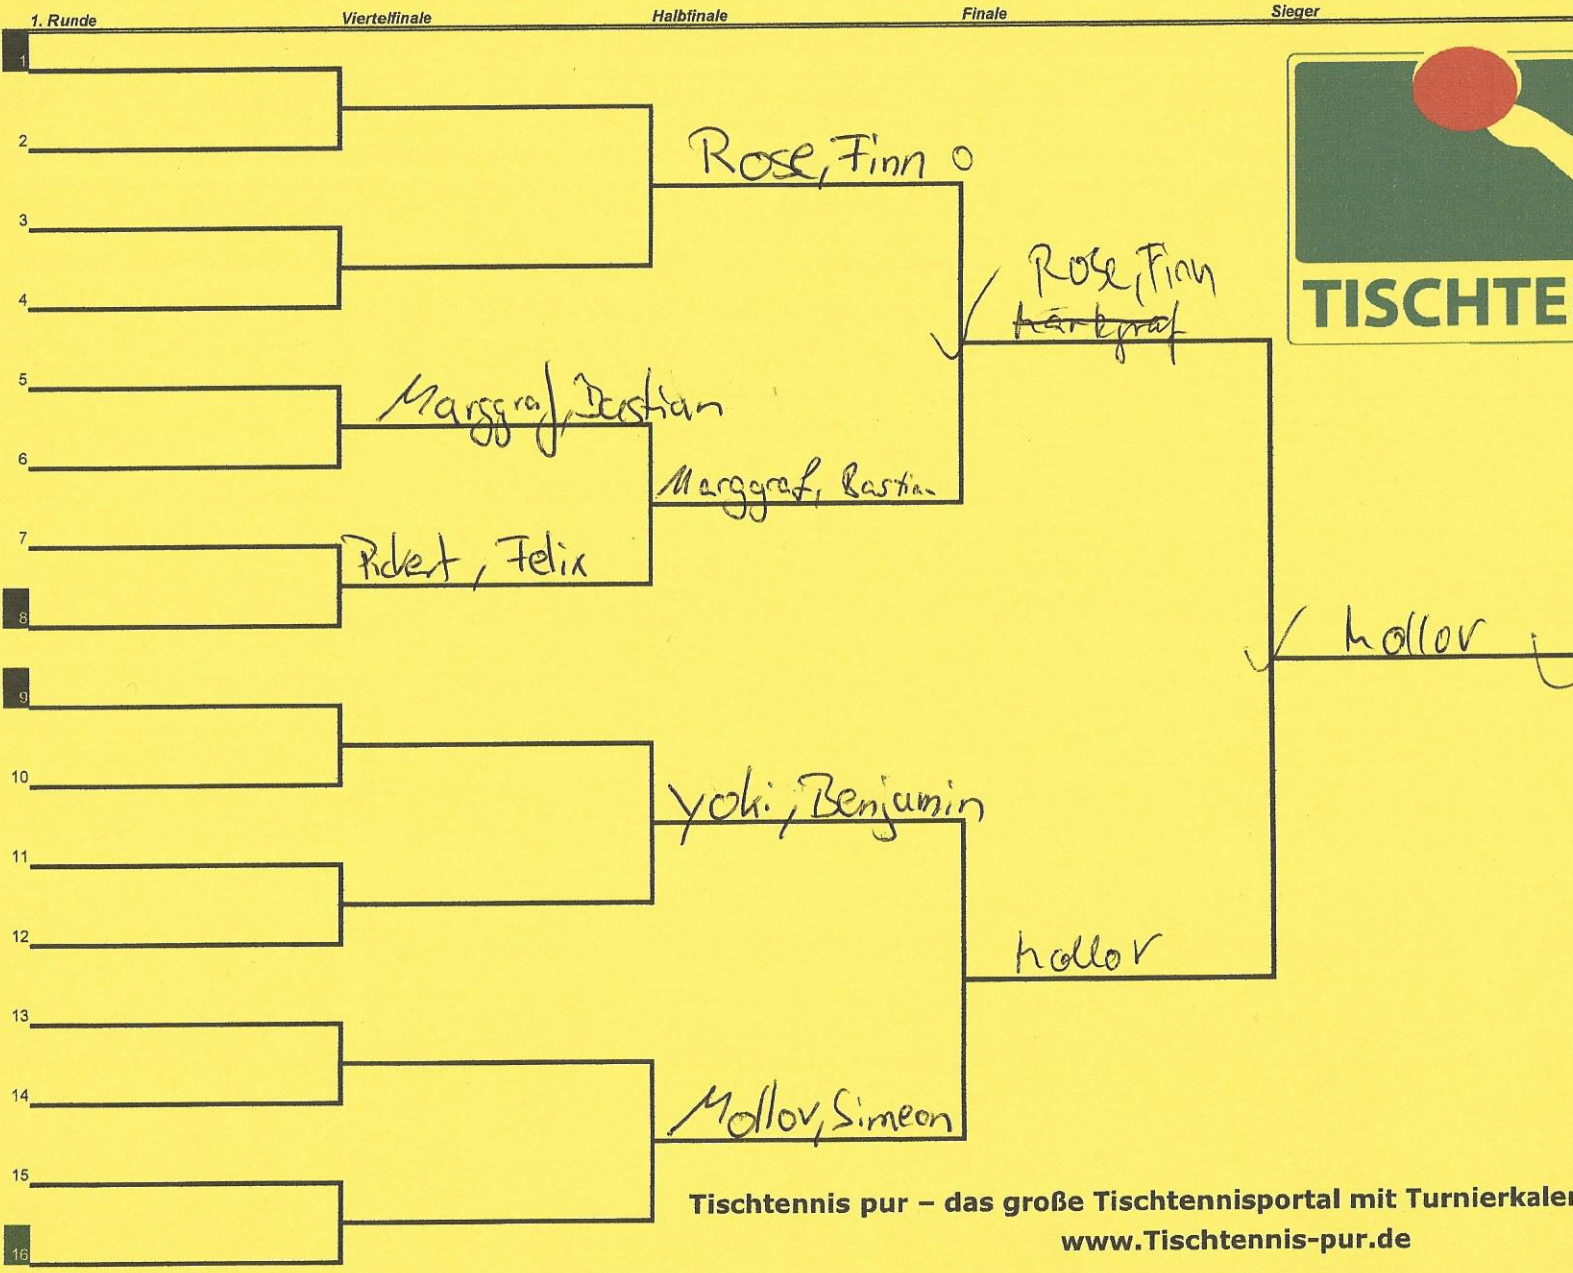 1. Runde Viertelfinale Halbfinale Finale Sieger
1
2
Rose, Finn o
3
Rose, Finn
4
TISCHTE
5
Marggraf, Bastian
6
Marggraf, Bastian
7
Pickert, Felix
8
Mollov
9
10
Yoki, Benjamin
11
12
Mollov
13
14
Mollov, Simeon
15
Tischtennis pur – das große Tischtennisportal mit Turnierkalen
16
www.Tischtennis-pur.de